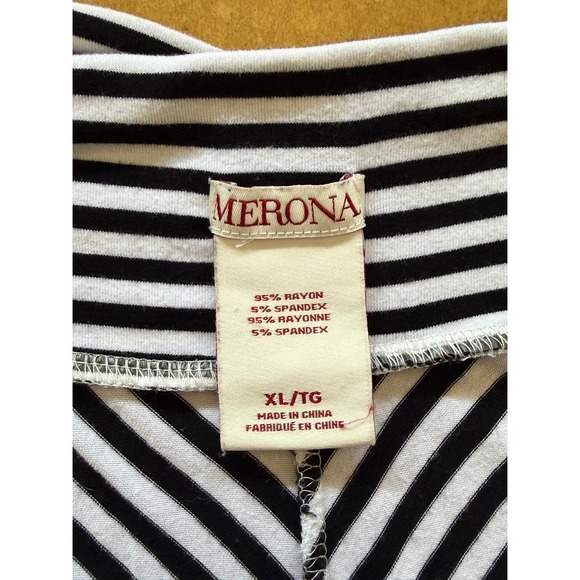 MERONA
95% RAYON
5% SPANDEX
95% RAYONNE
5% SPANDEX
XL/TG
MADE IN CHINA
FABRIQUÉ EN CHINE